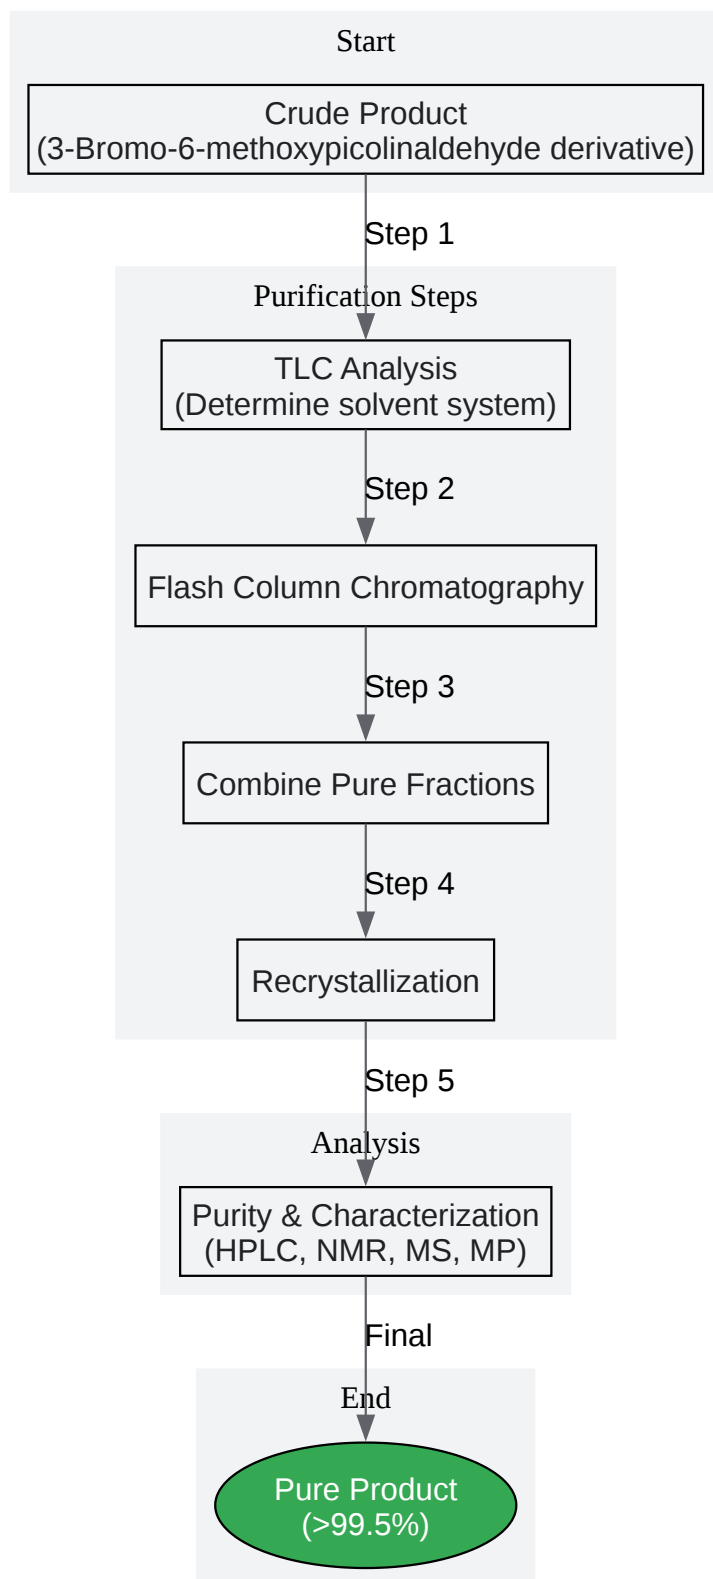 Start
Crude Product
(3-Bromo-6-methoxypicolinaldehyde derivative)
Step 1
Purification Steps
TLC Analysis
(Determine solvent system)
Step 2
Flash Column Chromatography
Step 3
Combine Pure Fractions
Step 4
Recrystallization
Step 5
Analysis
Purity & Characterization
(HPLC, NMR, MS, MP)
Final
End
Pure Product
(>99.5%)